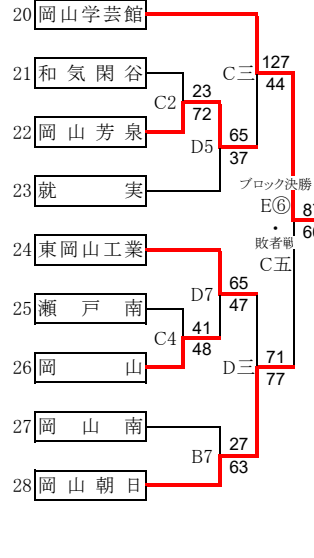 20 岡山学芸館
127
C三
44
21 和気閑谷
23
C2
72
22 岡山芳泉
65
D5
37
23 就　　実
ブロック決勝
E⑥
・
敗者戦
C五
24 東岡山工業
65
D7
47
25 瀬戸南
41
C4
48
26 岡　　山
71
D三
77
27 岡山南
27
B7
63
28 岡山朝日